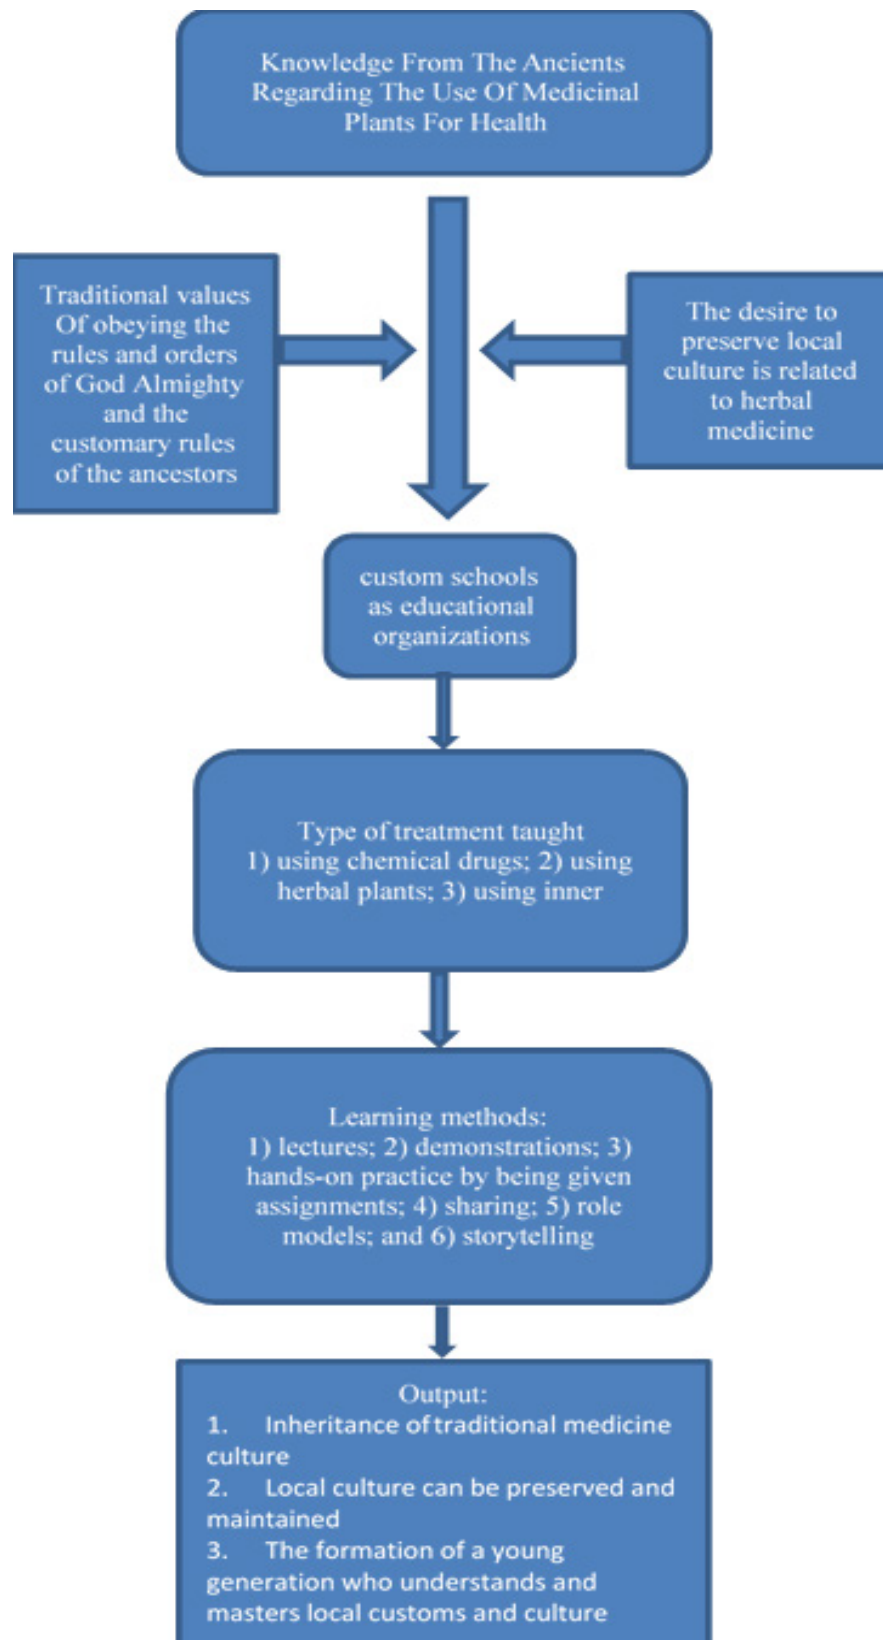 Knowledge From The Ancients
Regarding The Use Of Medicinal
Plants For Health
Traditional values
Of obeying the
rules and orders
of God Almighty
and the
customary rules
of the ancestors
The desire to
preserve local
culture is related
to herbal
medicine
custom schools
as educational
organizations
Type of treatment taught
1) using chemical drugs; 2) using
herbal plants; 3) using inner
Learning methods:
1) lectures; 2) demonstrations; 3)
hands-on practice by being given
assignments; 4) sharing; 5) role
models; and 6) storytelling
Output:
1. Inheritance of traditional medicine
culture
2. Local culture can be preserved and
maintained
3. The formation of a young
generation who understands and
masters local customs and culture